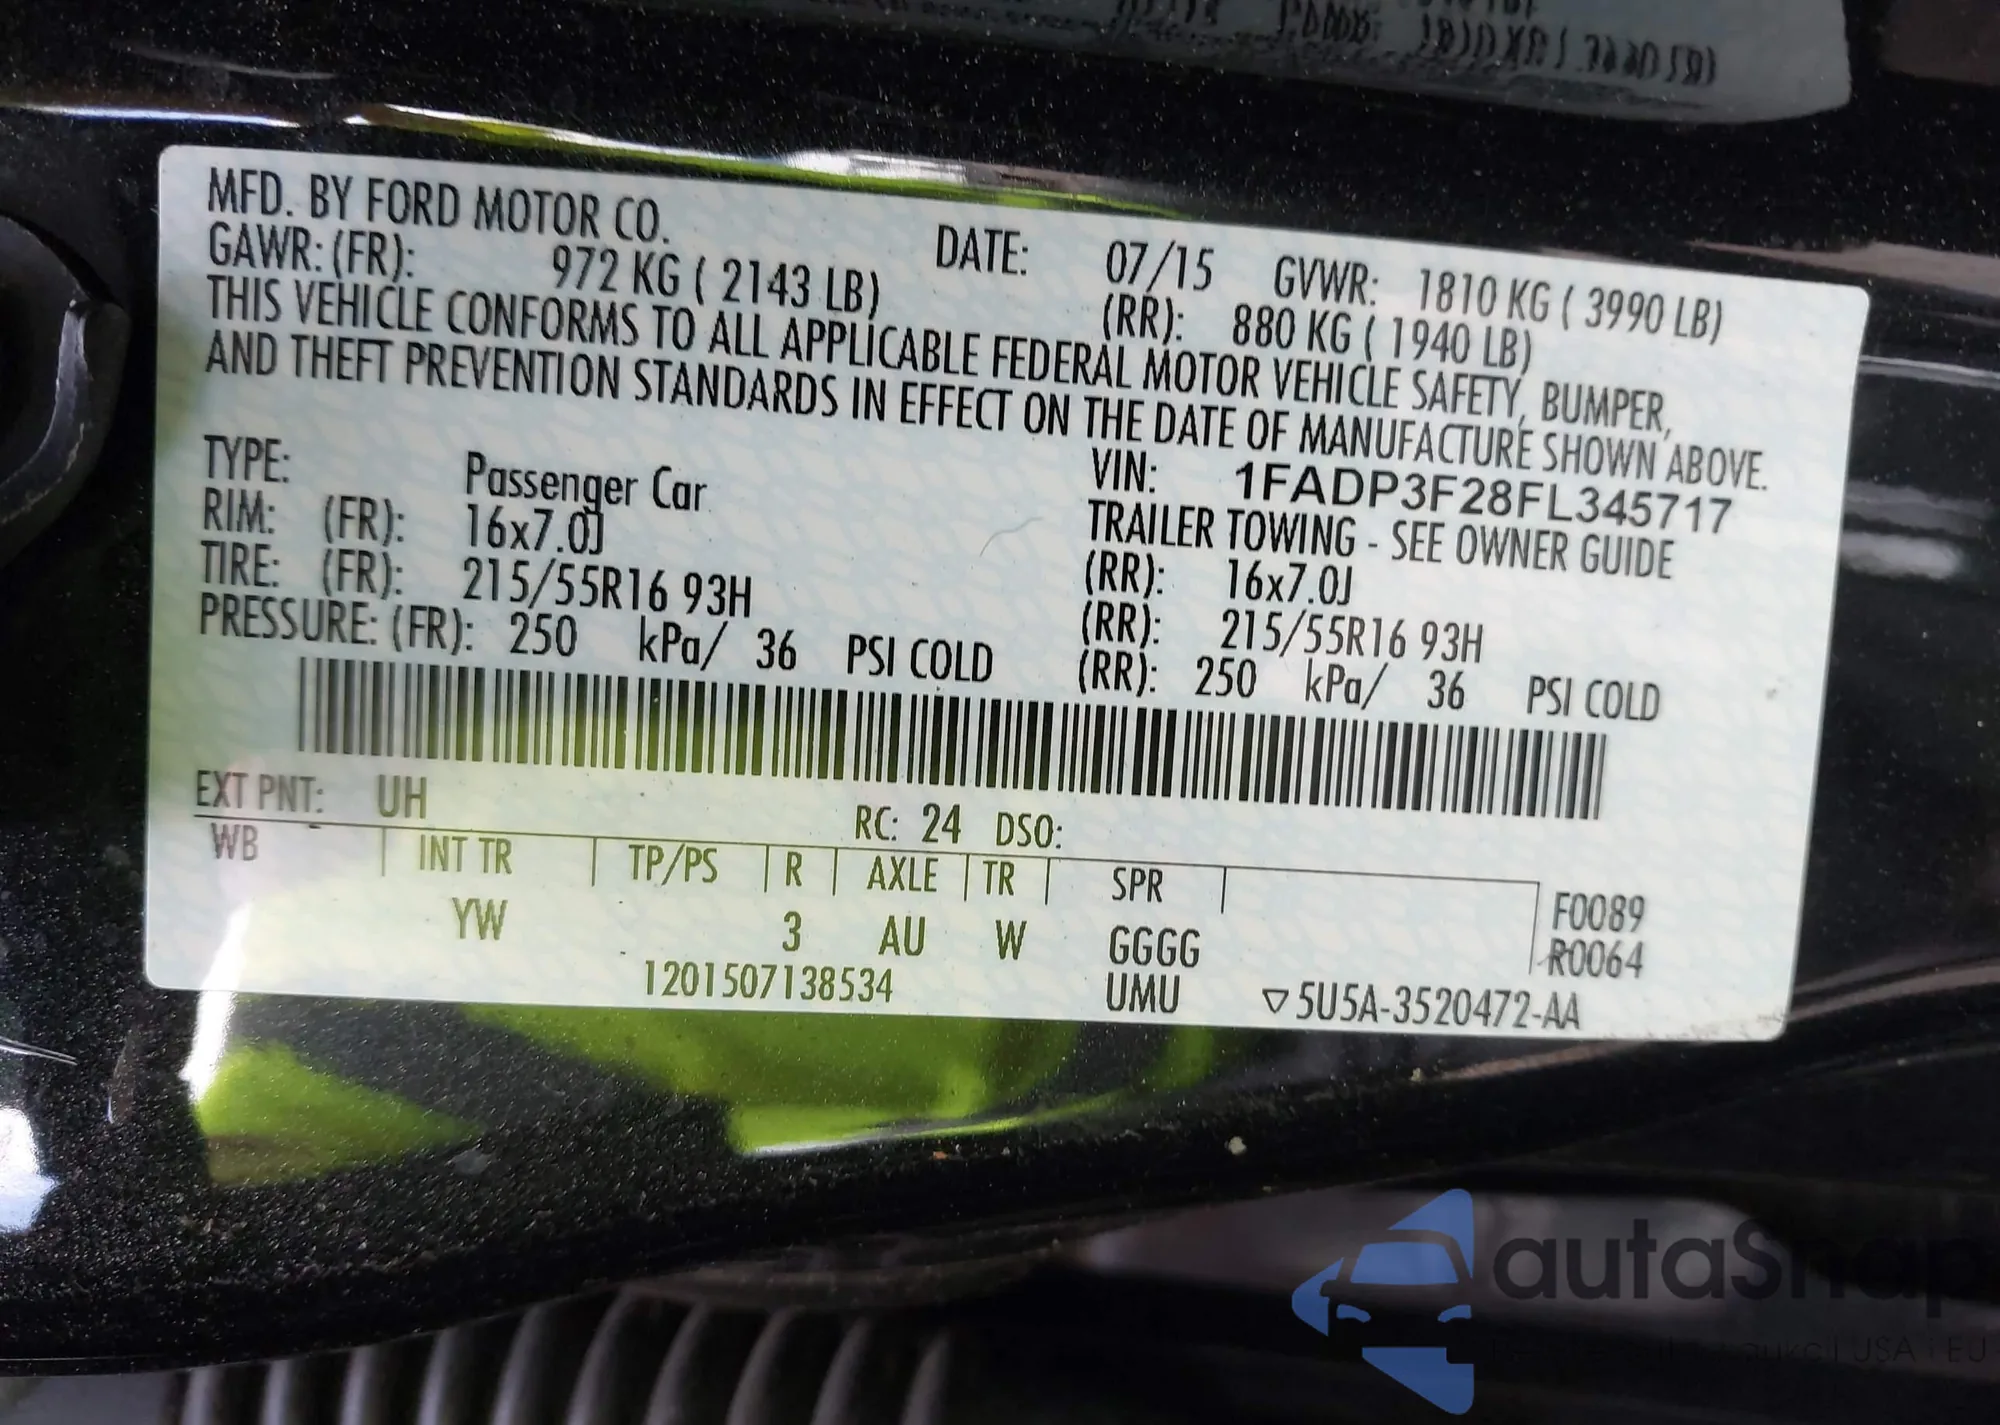 MFD. BY FORD MOTOR CO. DATE: 07/15 GVWR: 1810 KG ( 3990 LB)
GAWR: (FR): 972 KG ( 2143 LB) (RR): 880 KG ( 1940 LB)
THIS VEHICLE CONFORMS TO ALL APPLICABLE FEDERAL MOTOR VEHICLE SAFETY, BUMPER,
AND THEFT PREVENTION STANDARDS IN EFFECT ON THE DATE OF MANUFACTURE SHOWN ABOVE.
TYPE: Passenger Car VIN: 1FADP3F28FL345717
TRAILER TOWING - SEE OWNER GUIDE
RIM: (FR): 16x7.0J (RR): 16x7.0J
TIRE: (FR): 215/55R16 93H (RR): 215/55R16 93H
PRESSURE: (FR): 250 kPa/ 36 PSI COLD (RR): 250 kPa/ 36 PSI COLD
EXT PNT: UH RC: 24 DSO:
WB INT TR TP/PS R AXLE TR SPR
F0089
YW 3 AU W GGGG R0064
1201507138534 UMU ▽5U5A-3520472-AA
autaSnap
aukcji USA i EU